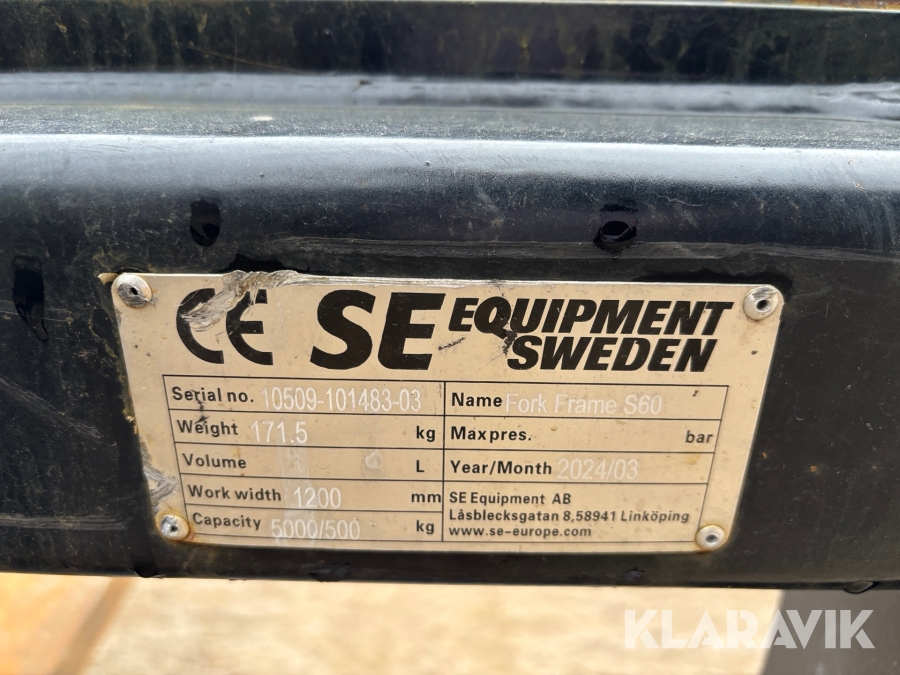 CE SE EQUIPMENT SWEDEN
Serial no. 10509-101483-03
Name Fork Frame S60
Weight 171.5 kg
Max pres. bar
Volume L
Year/Month 2024/03
Work width 1200 mm
SE Equipment AB
Låsblecksgatan 8,58941 Linköping
www.se-europe.com
Capacity 5000/500 kg
KLARAVIK